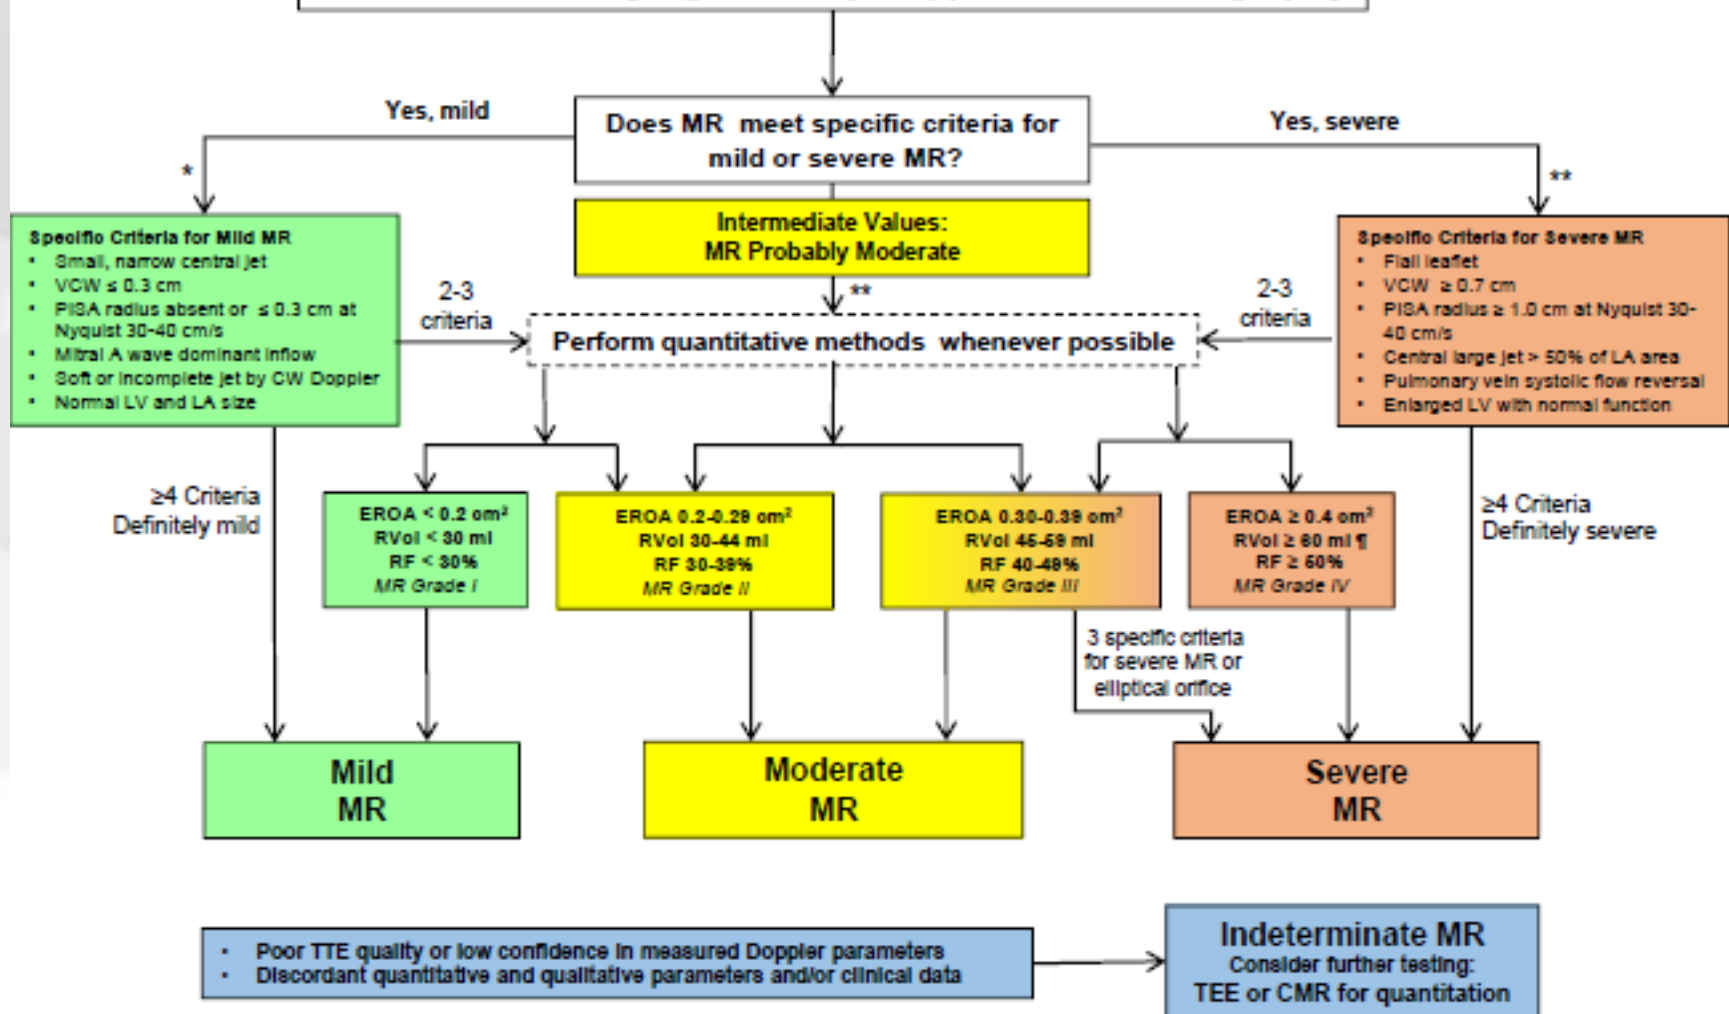 Yes, mild
Does MR meet specific criteria for
mild or severe MR?
Yes, severe
*
**
Intermediate Values:
MR Probably Moderate
**
Specific Criteria for Mild MR
• Small, narrow central jet
• VCW ≤ 0.3 cm
• PISA radius absent or ≤ 0.3 cm at
Nyquist 30-40 cm/s
• Mitral A wave dominant inflow
• Soft or incomplete jet by CW Doppler
• Normal LV and LA size
2-3
criteria
Perform quantitative methods whenever possible
2-3
criteria
Specific Criteria for Severe MR
• Flail leaflet
• VCW ≥ 0.7 cm
• PISA radius ≥ 1.0 cm at Nyquist 30-
40 cm/s
• Central large jet > 50% of LA area
• Pulmonary vein systolic flow reversal
• Enlarged LV with normal function
≥4 Criteria
Definitely mild
EROA < 0.2 cm²
RVol < 30 ml
RF < 30%
MR Grade I
EROA 0.2-0.29 cm²
RVol 30-44 ml
RF 30-39%
MR Grade II
EROA 0.30-0.39 cm²
RVol 45-59 ml
RF 40-49%
MR Grade III
EROA ≥ 0.4 cm²
RVol ≥ 60 ml ¶
RF ≥ 50%
MR Grade IV
≥4 Criteria
Definitely severe
3 specific criteria
for severe MR or
elliptical orifice
Mild
MR
Moderate
MR
Severe
MR
• Poor TTE quality or low confidence in measured Doppler parameters
• Discordant quantitative and qualitative parameters and/or clinical data
Indeterminate MR
Consider further testing:
TEE or CMR for quantitation